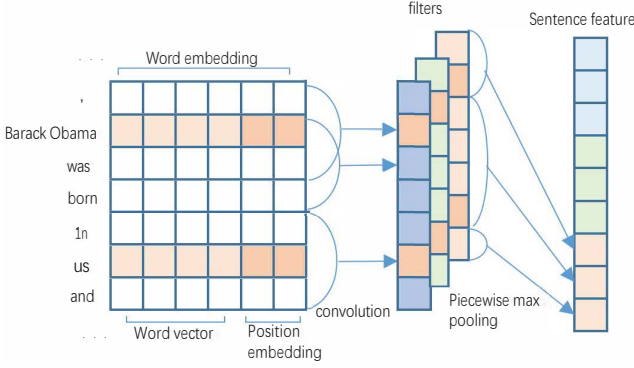 filters
Sentence feature
. . .
Word embedding
,
Barack Obama
was
born
1n
us
and
convolution
Piecewise max
pooling
. . .
Word vector
Position
embedding